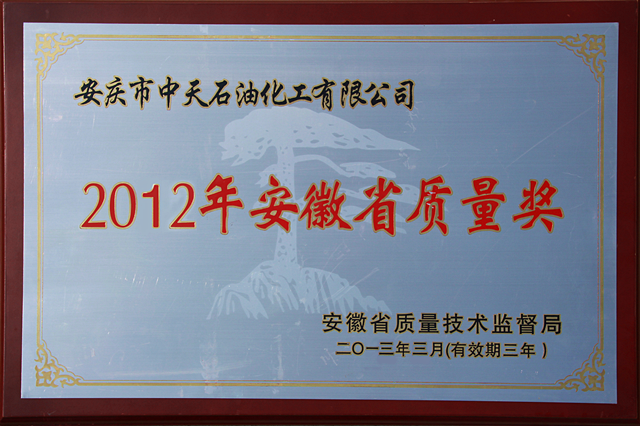 安庆市中天石油化工有限公司
2012年安徽省质量奖
安徽省质量技术监督局
二〇一三年三月(有效期三年)